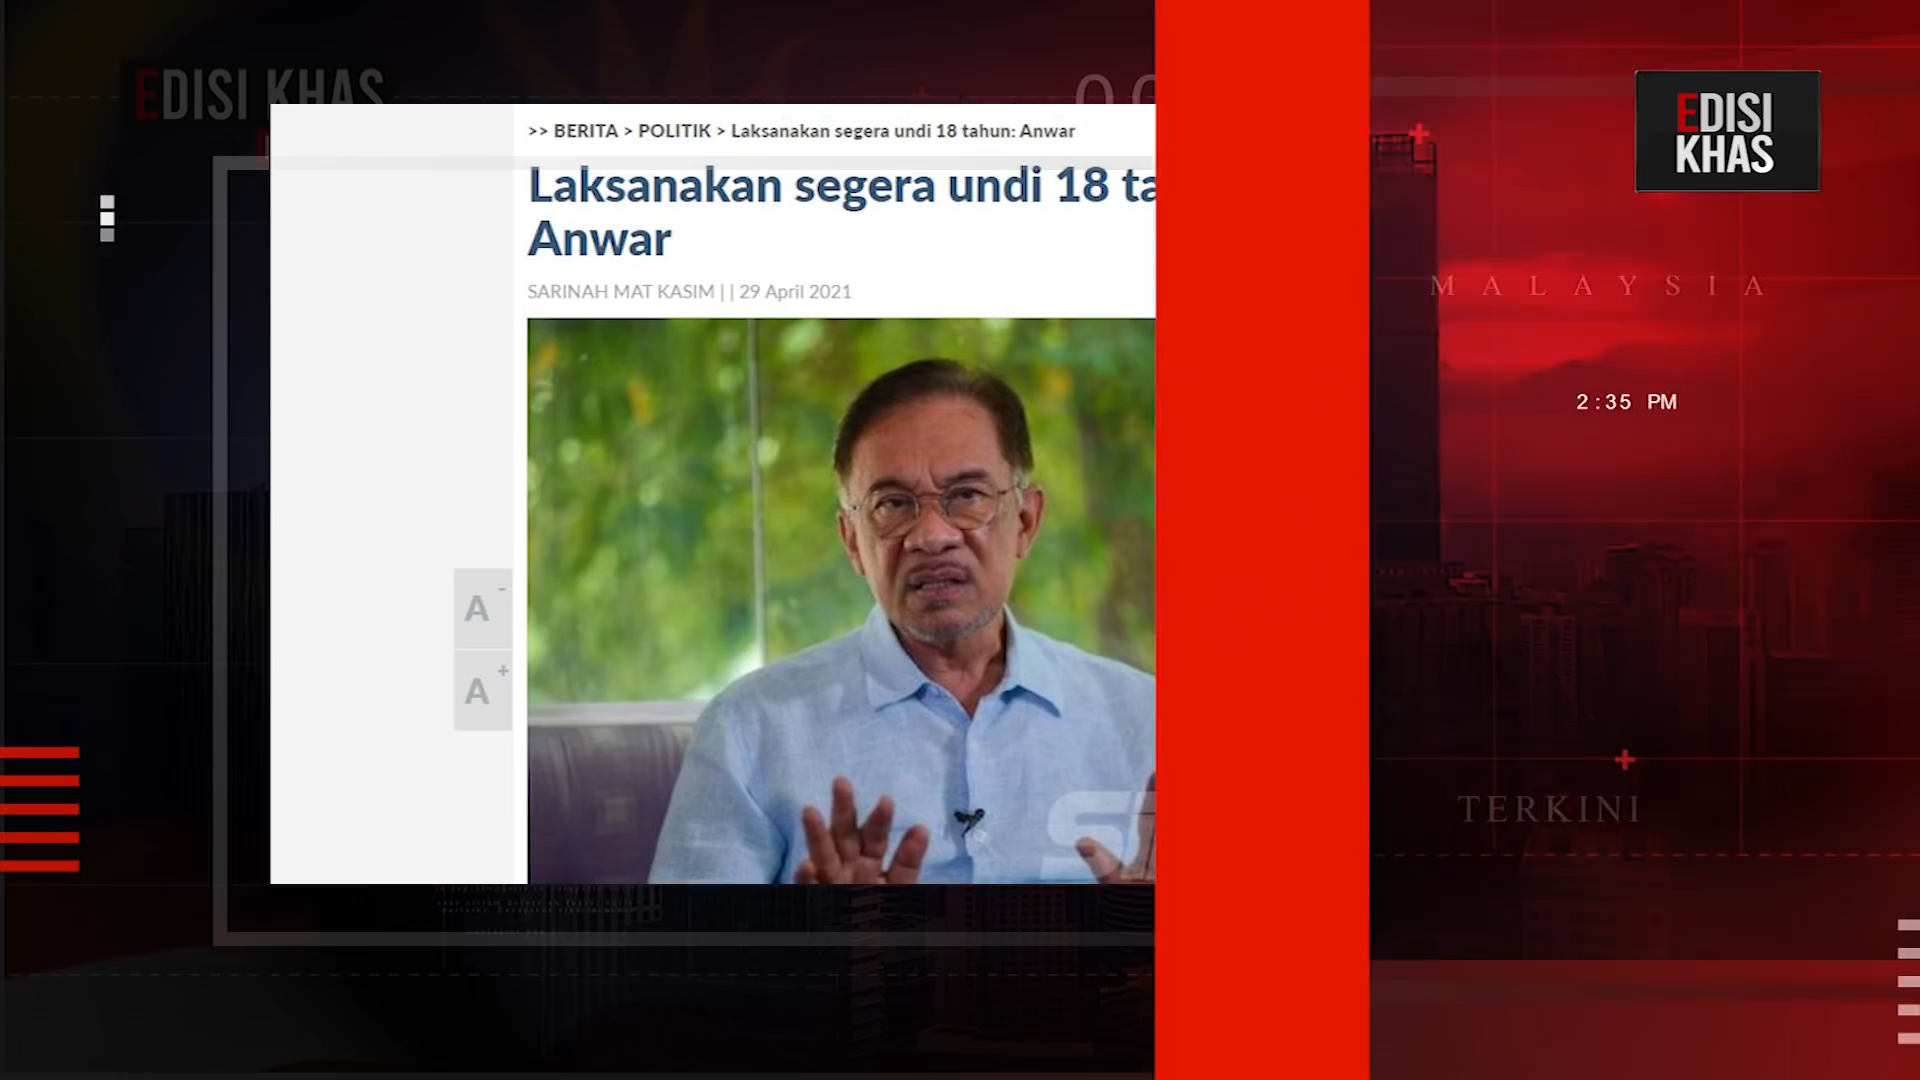 EDISI KHAS
>> BERITA > POLITIK > Laksanakan segera undi 18 tahun: Anwar
Laksanakan segera undi 18 ta
Anwar
SARINAH MAT KASIM | | 29 April 2021
A -
A +
EDISI
KHAS
MALAYSIA
2:35 PM
TERKINI